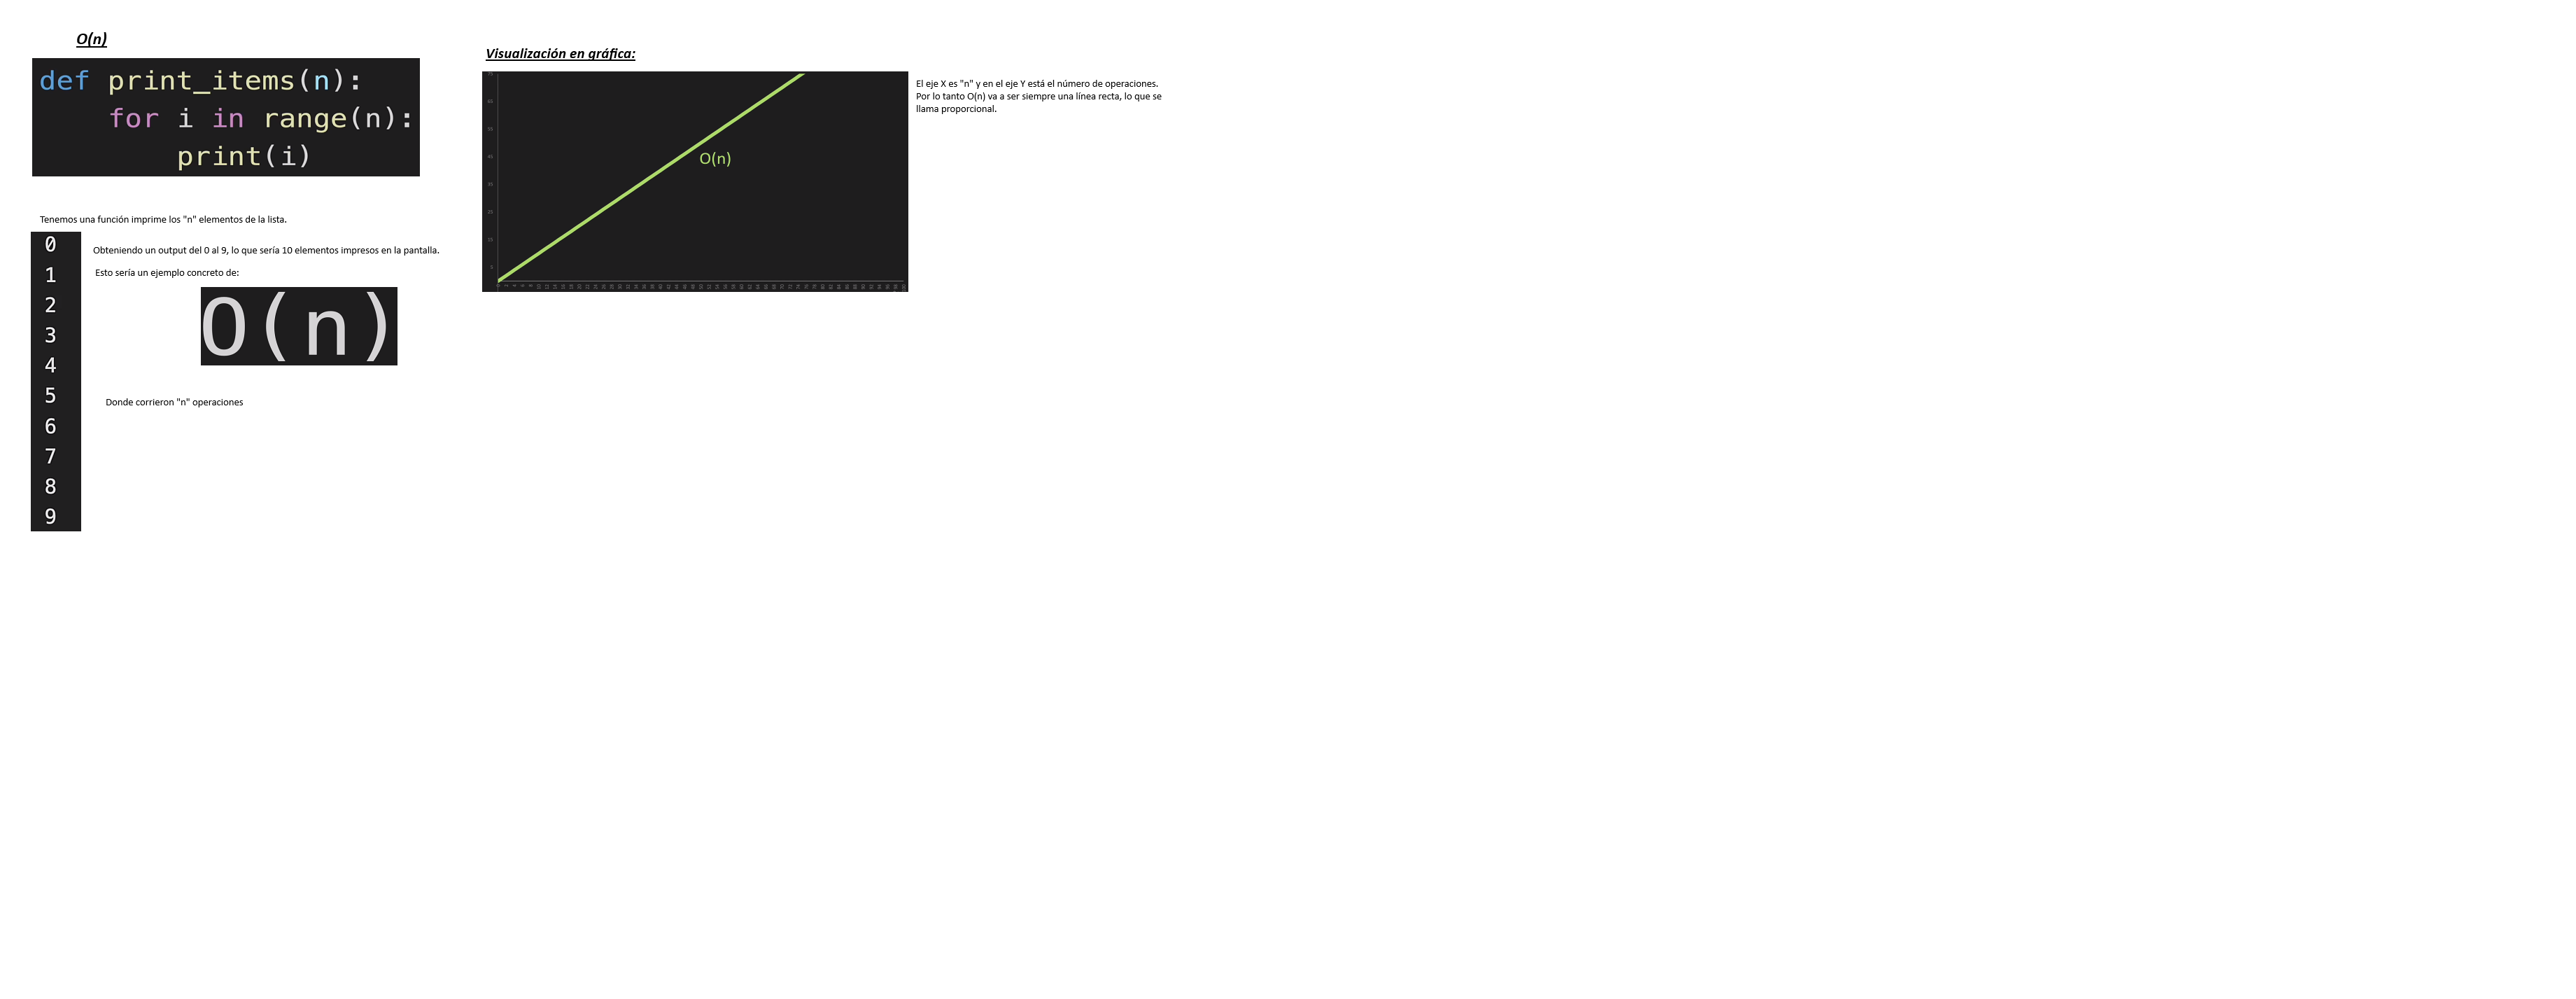 O(n)
def print_items(n):
for i in range(n):
print(i)
Tenemos una función imprime los "n" elementos de la lista.
0
1
2
3
4
5
6
7
8
9
Obteniendo un output del 0 al 9, lo que sería 10 elementos impresos en la pantalla.
Esto sería un ejemplo concreto de:
O(n)
Donde corrieron "n" operaciones
Visualización en gráfica:
O(n)
El eje X es "n" y en el eje Y está el número de operaciones.
Por lo tanto O(n) va a ser siempre una línea recta, lo que se
llama proporcional.